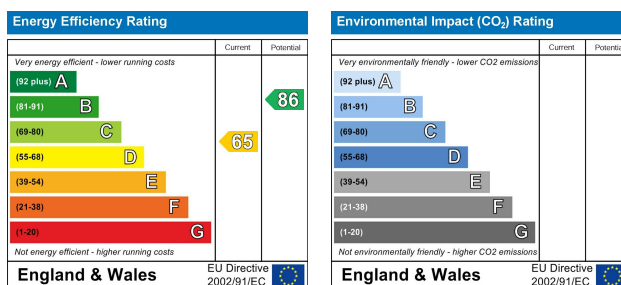 Energy Efficiency Rating
Current Potential
Very energy efficient - lower running costs
(92 plus) A
(81-91) B
86
(69-80) C
65
(55-68) D
(39-54) E
(21-38) F
(1-20) G
Not energy efficient - higher running costs
England & Wales
EU Directive
2002/91/EC
Environmental Impact (CO₂) Rating
Current Potential
Very environmentally friendly - lower CO2 emissions
(92 plus) A
(81-91) B
(69-80) C
(55-68) D
(39-54) E
(21-38) F
(1-20) G
Not environmentally friendly - higher CO2 emissions
England & Wales
EU Directive
2002/91/EC